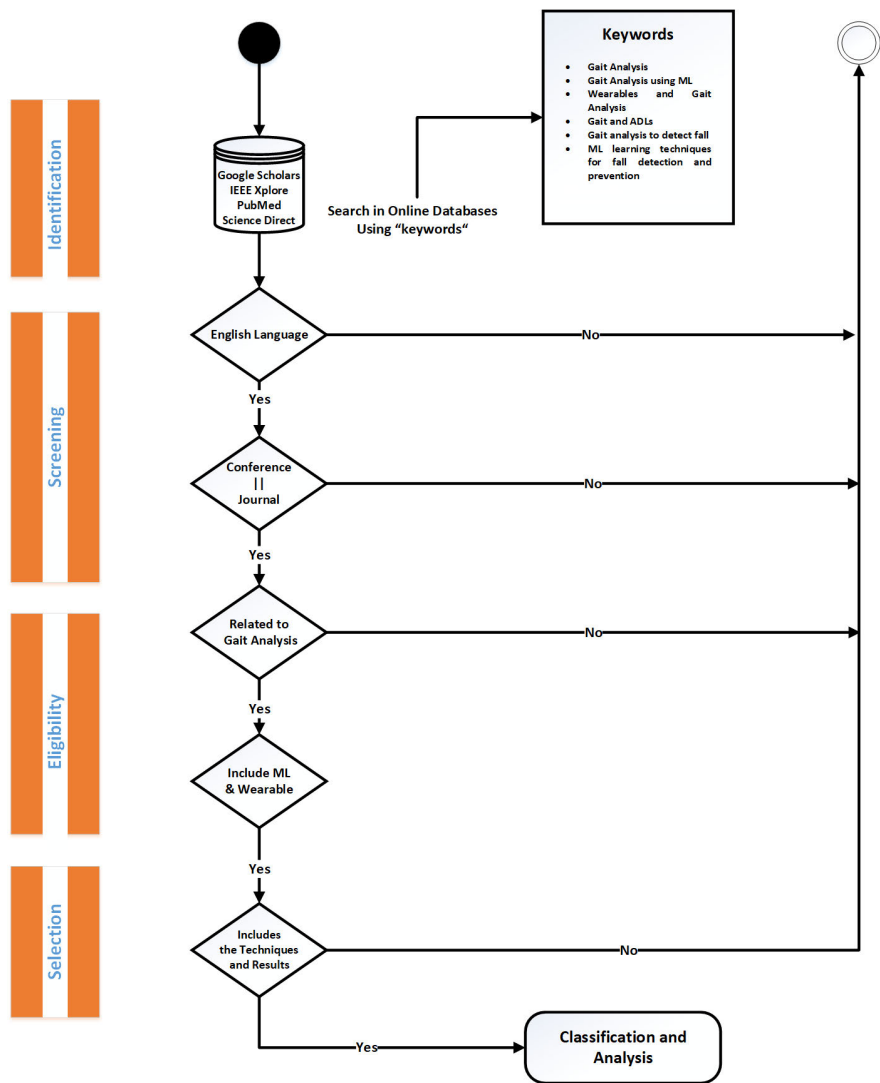 Keywords
• Gait Analysis
• Gait Analysis using ML
• Wearables and Gait
Analysis
• Gait and ADLs
• Gait analysis to detect fall
• ML learning techniques
for fall detection and
prevention
Identification
Google Scholars
IEEE Xplore
PubMed
Science Direct
Search in Online Databases
Using “keywords“
Screening
English Language
No
Yes
Conference
||
Journal
No
Yes
Eligibility
Related to
Gait Analysis
No
Yes
Include ML
& Wearable
Yes
Selection
Includes
the Techniques
and Results
No
Yes
Classification and
Analysis